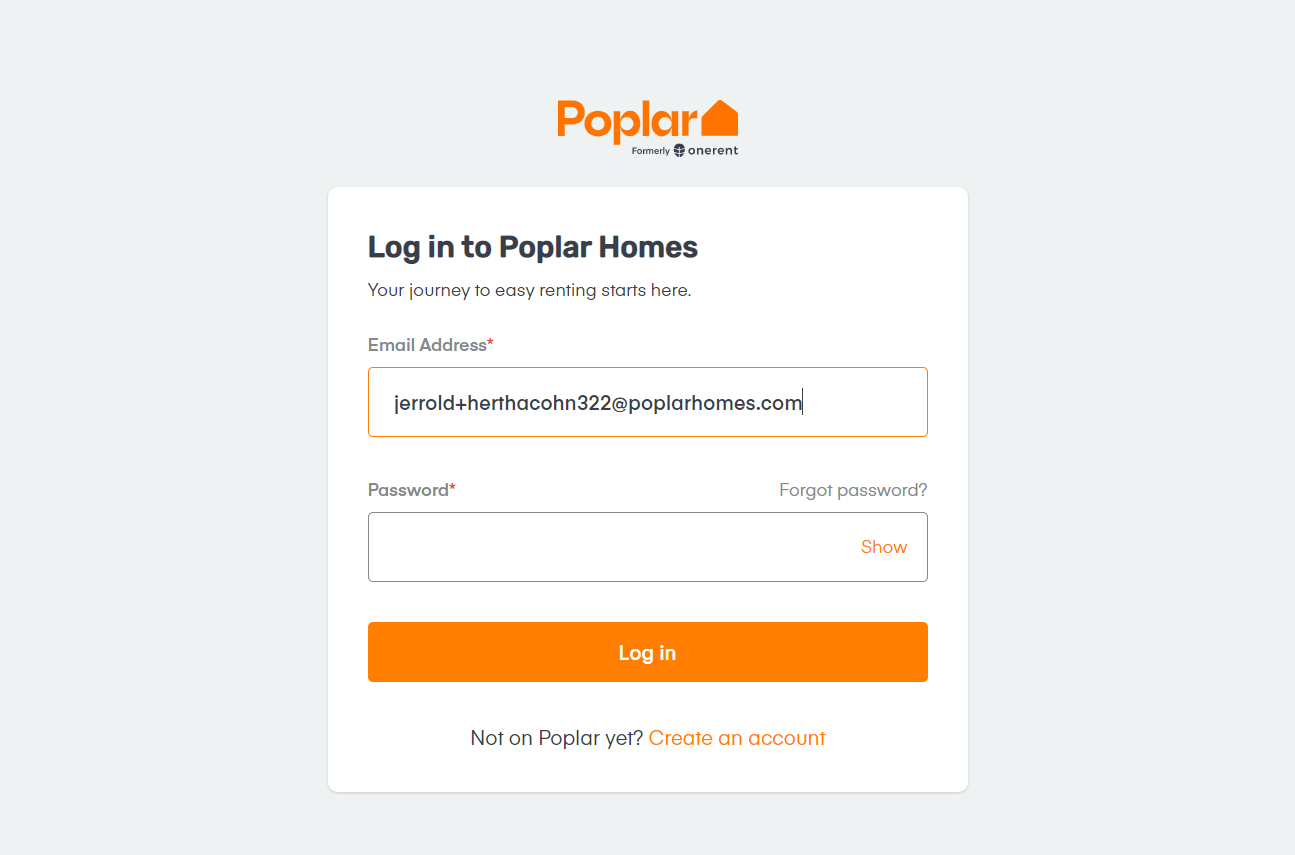 Poplar
Formerly onerent
Log in to Poplar Homes
Your journey to easy renting starts here.
Email Address*
jerrold+herthacohn322@poplarhomes.com
Password* Forgot password?
Show
Log in
Not on Poplar yet? Create an account